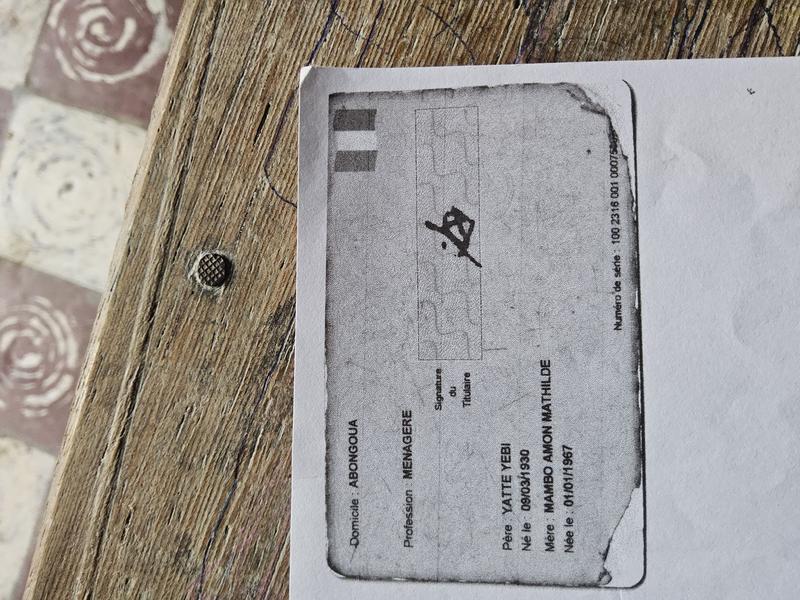 Domicile : ABONGOUA
Profession : MENAGERE
Signature
du
Titulaire
Père : YATTE YEBI
Né le : 09/03/1930
Mère : MAMBO AMON MATHILDE
Née le : 01/01/1967
Numéro de série : 100 2316 001